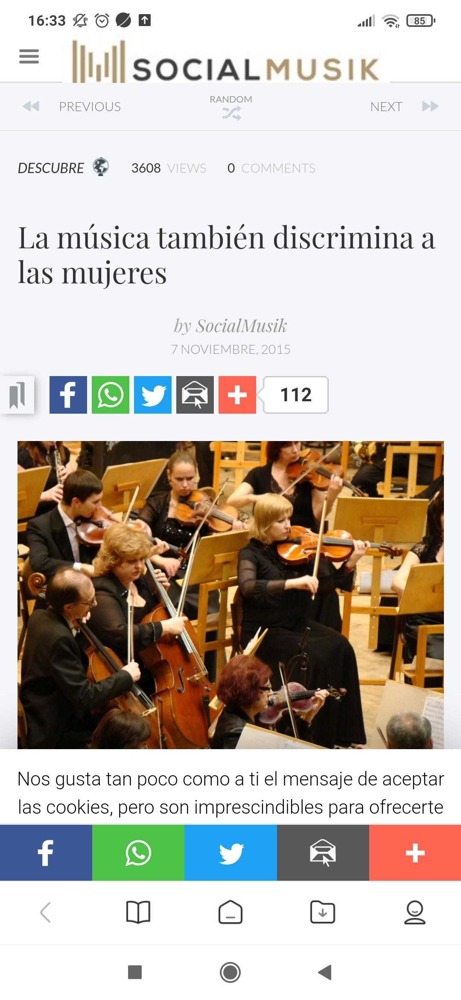 16:33
85
SOCIALMUSIK
PREVIOUS
RANDOM
NEXT
DESCUBRE 3608 VIEWS 0 COMMENTS
La música también discrimina a
las mujeres
by SocialMusik
7 NOVIEMBRE, 2015
112
Nos gusta tan poco como a ti el mensaje de aceptar
las cookies, pero son imprescindibles para ofrecerte